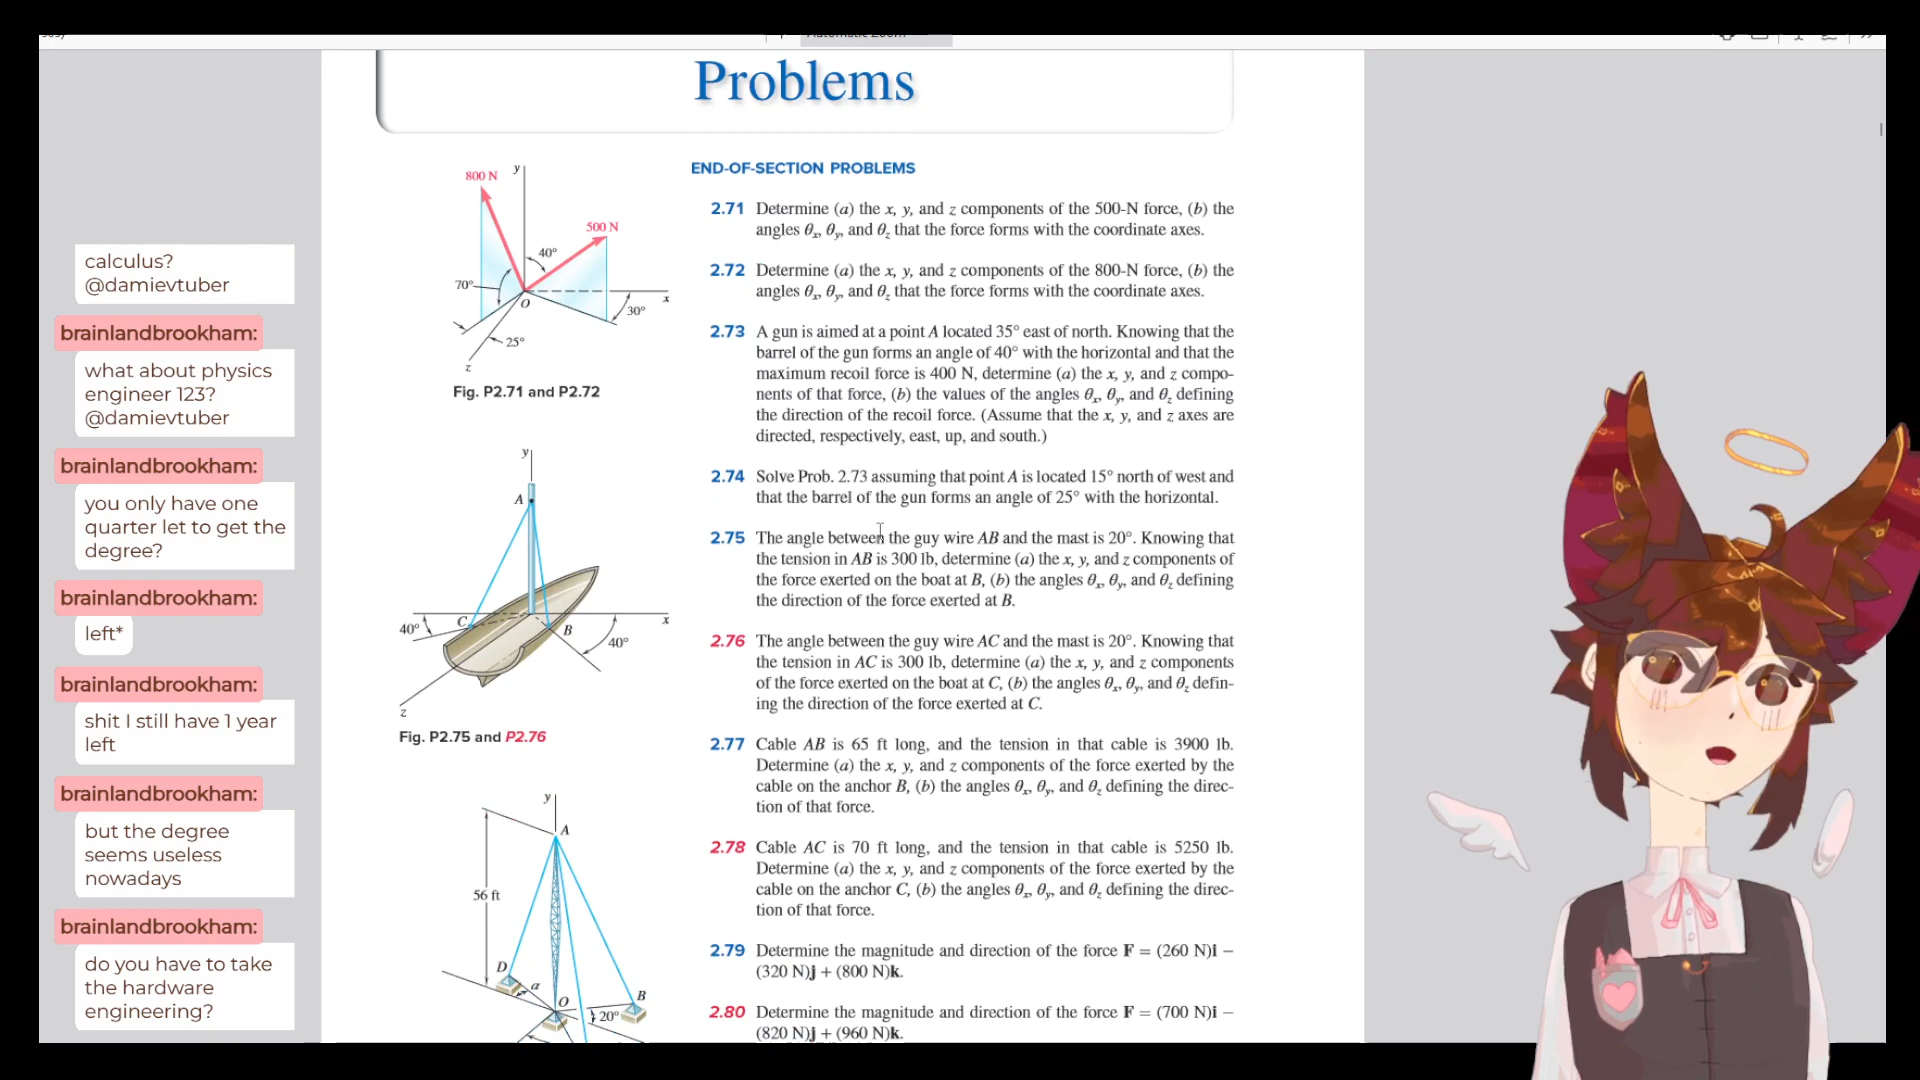 Problems
calculus?
@damievtuber
brainlandbrookham:
what about physics
engineer 123?
@damievtuber
brainlandbrookham:
you only have one
quarter let to get the
degree?
brainlandbrookham:
left*
brainlandbrookham:
shit I still have 1 year
left
brainlandbrookham:
but the degree
seems useless
nowadays
brainlandbrookham:
do you have to take
the hardware
engineering?
800 N
y
500 N
40°
70°
O
x
30°
25°
z
Fig. P2.71 and P2.72
y
A
C
B
x
40°
40°
z
Fig. P2.75 and P2.76
y
A
56 ft
D
α
O
B
20°
END-OF-SECTION PROBLEMS
2.71 Determine (a) the x, y, and z components of the 500-N force, (b) the
angles θx, θy, and θz that the force forms with the coordinate axes.
2.72 Determine (a) the x, y, and z components of the 800-N force, (b) the
angles θx, θy, and θz that the force forms with the coordinate axes.
2.73 A gun is aimed at a point A located 35° east of north. Knowing that the
barrel of the gun forms an angle of 40° with the horizontal and that the
maximum recoil force is 400 N, determine (a) the x, y, and z compo-
nents of that force, (b) the values of the angles θx, θy, and θz defining
the direction of the recoil force. (Assume that the x, y, and z axes are
directed, respectively, east, up, and south.)
2.74 Solve Prob. 2.73 assuming that point A is located 15° north of west and
that the barrel of the gun forms an angle of 25° with the horizontal.
2.75 The angle between the guy wire AB and the mast is 20°. Knowing that
the tension in AB is 300 lb, determine (a) the x, y, and z components of
the force exerted on the boat at B, (b) the angles θx, θy, and θz defining
the direction of the force exerted at B.
2.76 The angle between the guy wire AC and the mast is 20°. Knowing that
the tension in AC is 300 lb, determine (a) the x, y, and z components
of the force exerted on the boat at C, (b) the angles θx, θy, and θz defin-
ing the direction of the force exerted at C.
2.77 Cable AB is 65 ft long, and the tension in that cable is 3900 lb.
Determine (a) the x, y, and z components of the force exerted by the
cable on the anchor B, (b) the angles θx, θy, and θz defining the direc-
tion of that force.
2.78 Cable AC is 70 ft long, and the tension in that cable is 5250 lb.
Determine (a) the x, y, and z components of the force exerted by the
cable on the anchor C, (b) the angles θx, θy, and θz defining the direc-
tion of that force.
2.79 Determine the magnitude and direction of the force F = (260 N)i −
(320 N)j + (800 N)k.
2.80 Determine the magnitude and direction of the force F = (700 N)i −
(820 N)j + (960 N)k.